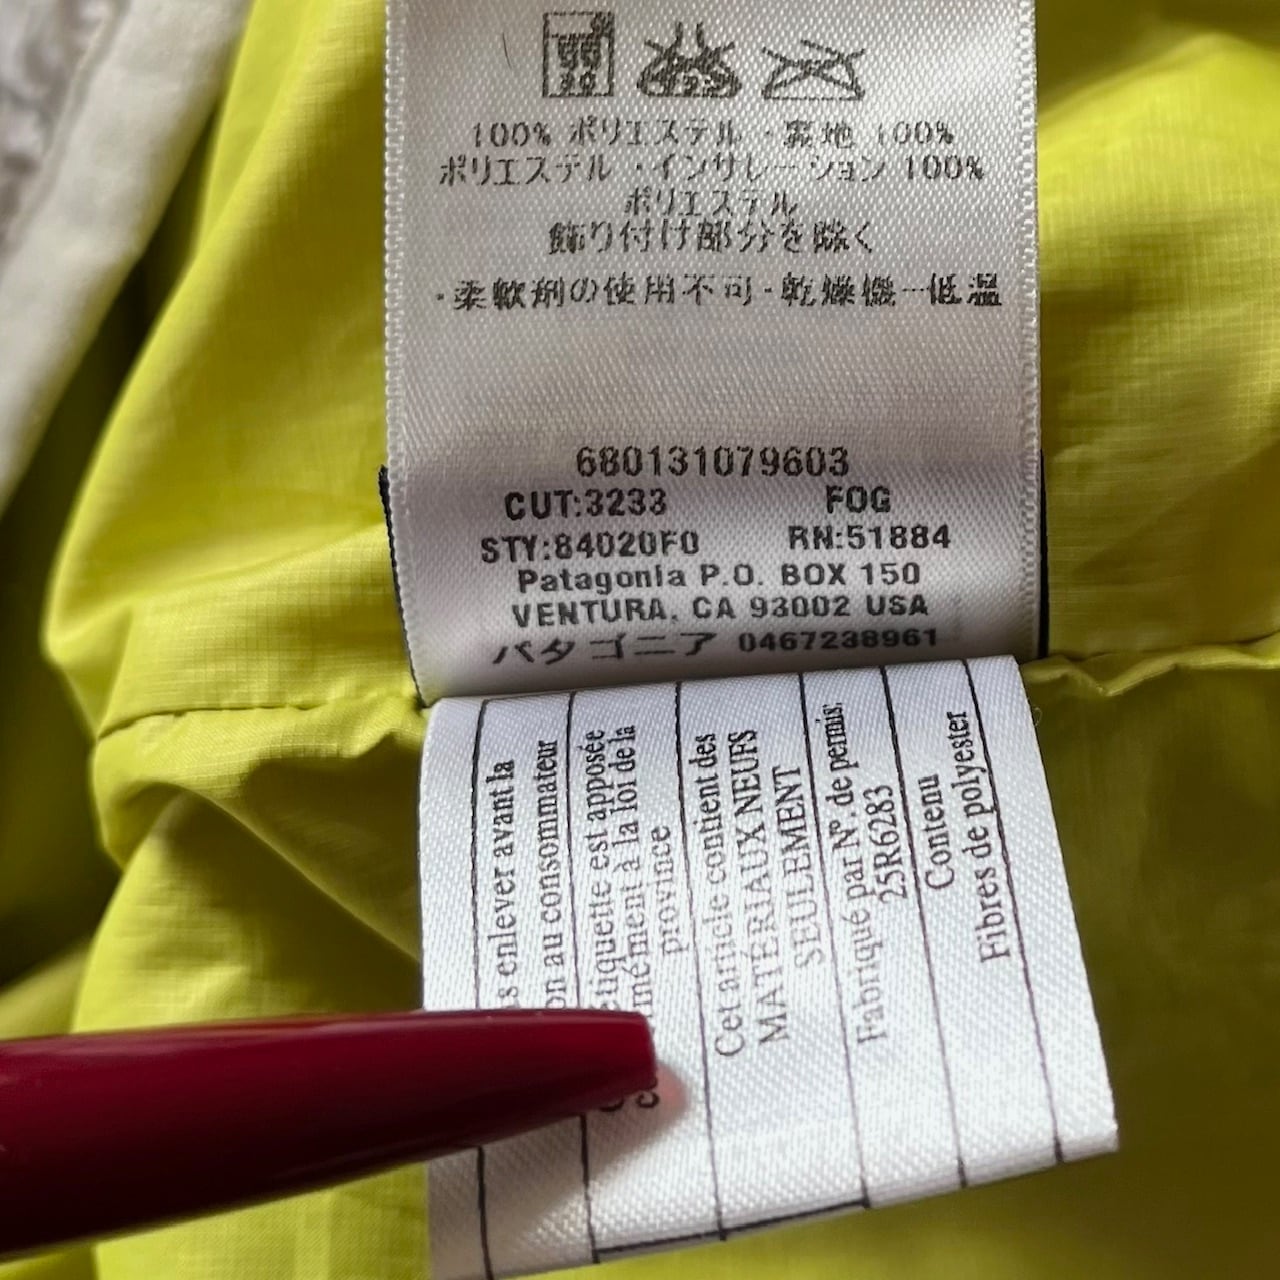 100% ポリエステル ・裏地 100%
ポリエステル ・インサレーション 100%
ポリエステル
飾り付け部分を除く
・柔軟剤の使用不可・乾燥機ー低温
680131079603
CUT:3233 FOG
STY:84020F0 RN:51884
Patagonia P.O. BOX 150
VENTURA, CA 93002 USA
パタゴニア 0467238961
enlever avant la
au consommateur
est apposée
à la loi de la
province
Cet article contient des
MATÉRIAUX NEUFS
SEULEMENT
Fabriqué par Nº. de permis:
25R6283
Contenu
Fibres de polyester